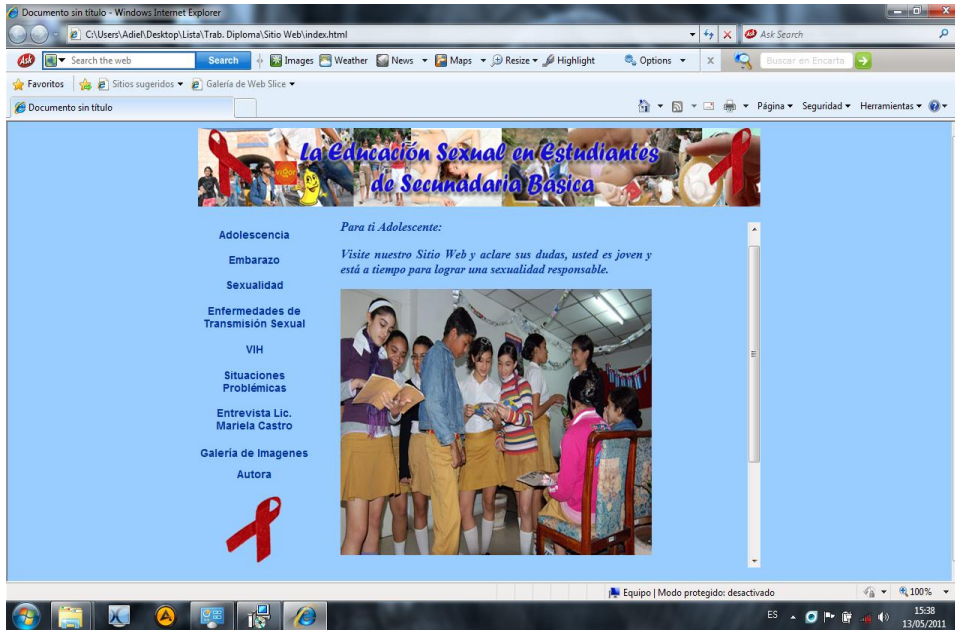 Documento sin título - Windows Internet Explorer
C:\Users\Adiel\Desktop\Lista\Trab. Diploma\Sitio Web\index.html
Ask Search
Ask
Search the web
Search
Images
Weather
News
Maps
Resize
Highlight
Options
X
Buscar en Encarta
Favoritos
Sitios sugeridos
Galería de Web Slice
Documento sin título
Página
Seguridad
Herramientas
La Educación Sexual en Estudiantes
de Secunadaria Básica
vigor
Adolescencia
Embarazo
Sexualidad
Enfermedades de
Transmisión Sexual
VIH
Situaciones
Problémicas
Entrevista Lic.
Mariela Castro
Galería de Imagenes
Autora
Para ti Adolescente:
Visite nuestro Sitio Web y aclare sus dudas, usted es joven y
está a tiempo para lograr una sexualidad responsable.
Equipo | Modo protegido: desactivado
100%
ES
15:38
13/05/2011